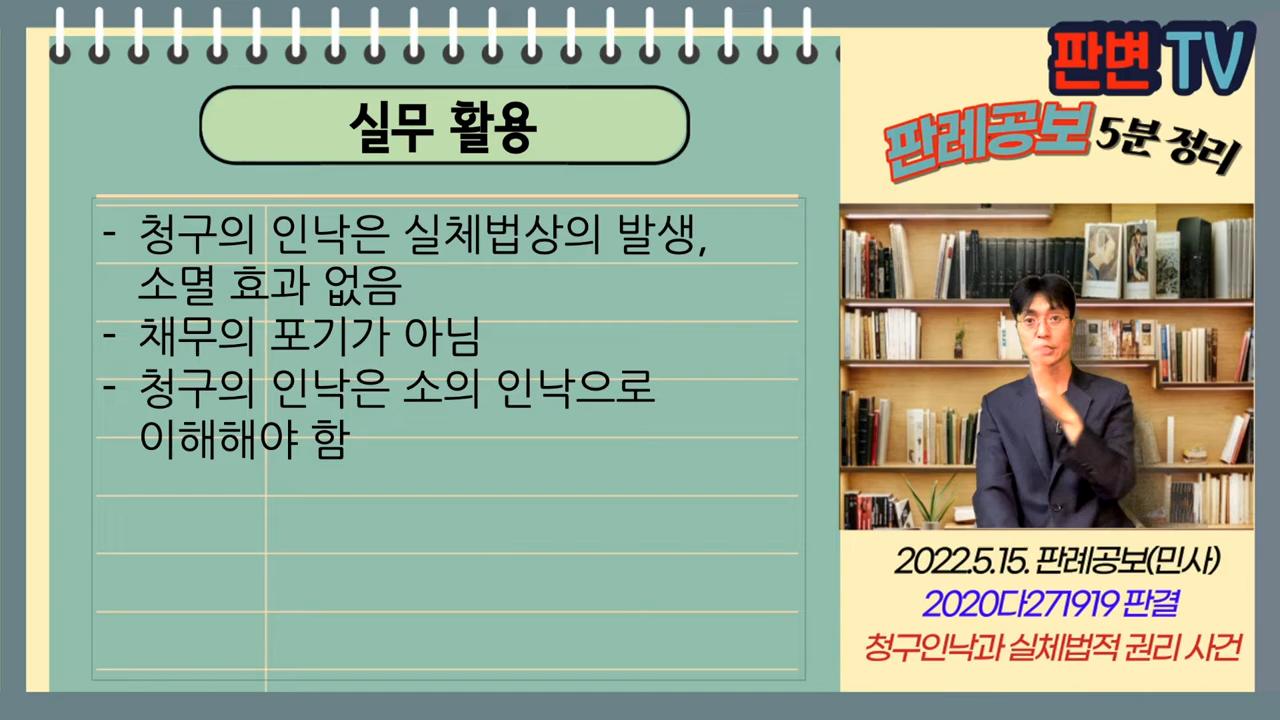 판변 TV
판례공보 5분 정리
실무 활용
- 청구의 인낙은 실체법상의 발생,
소멸 효과 없음
- 채무의 포기가 아님
- 청구의 인낙은 소의 인낙으로
이해해야 함
2022.5.15. 판례공보(민사)
2020다271919 판결
청구인낙과 실체법적 권리 사건